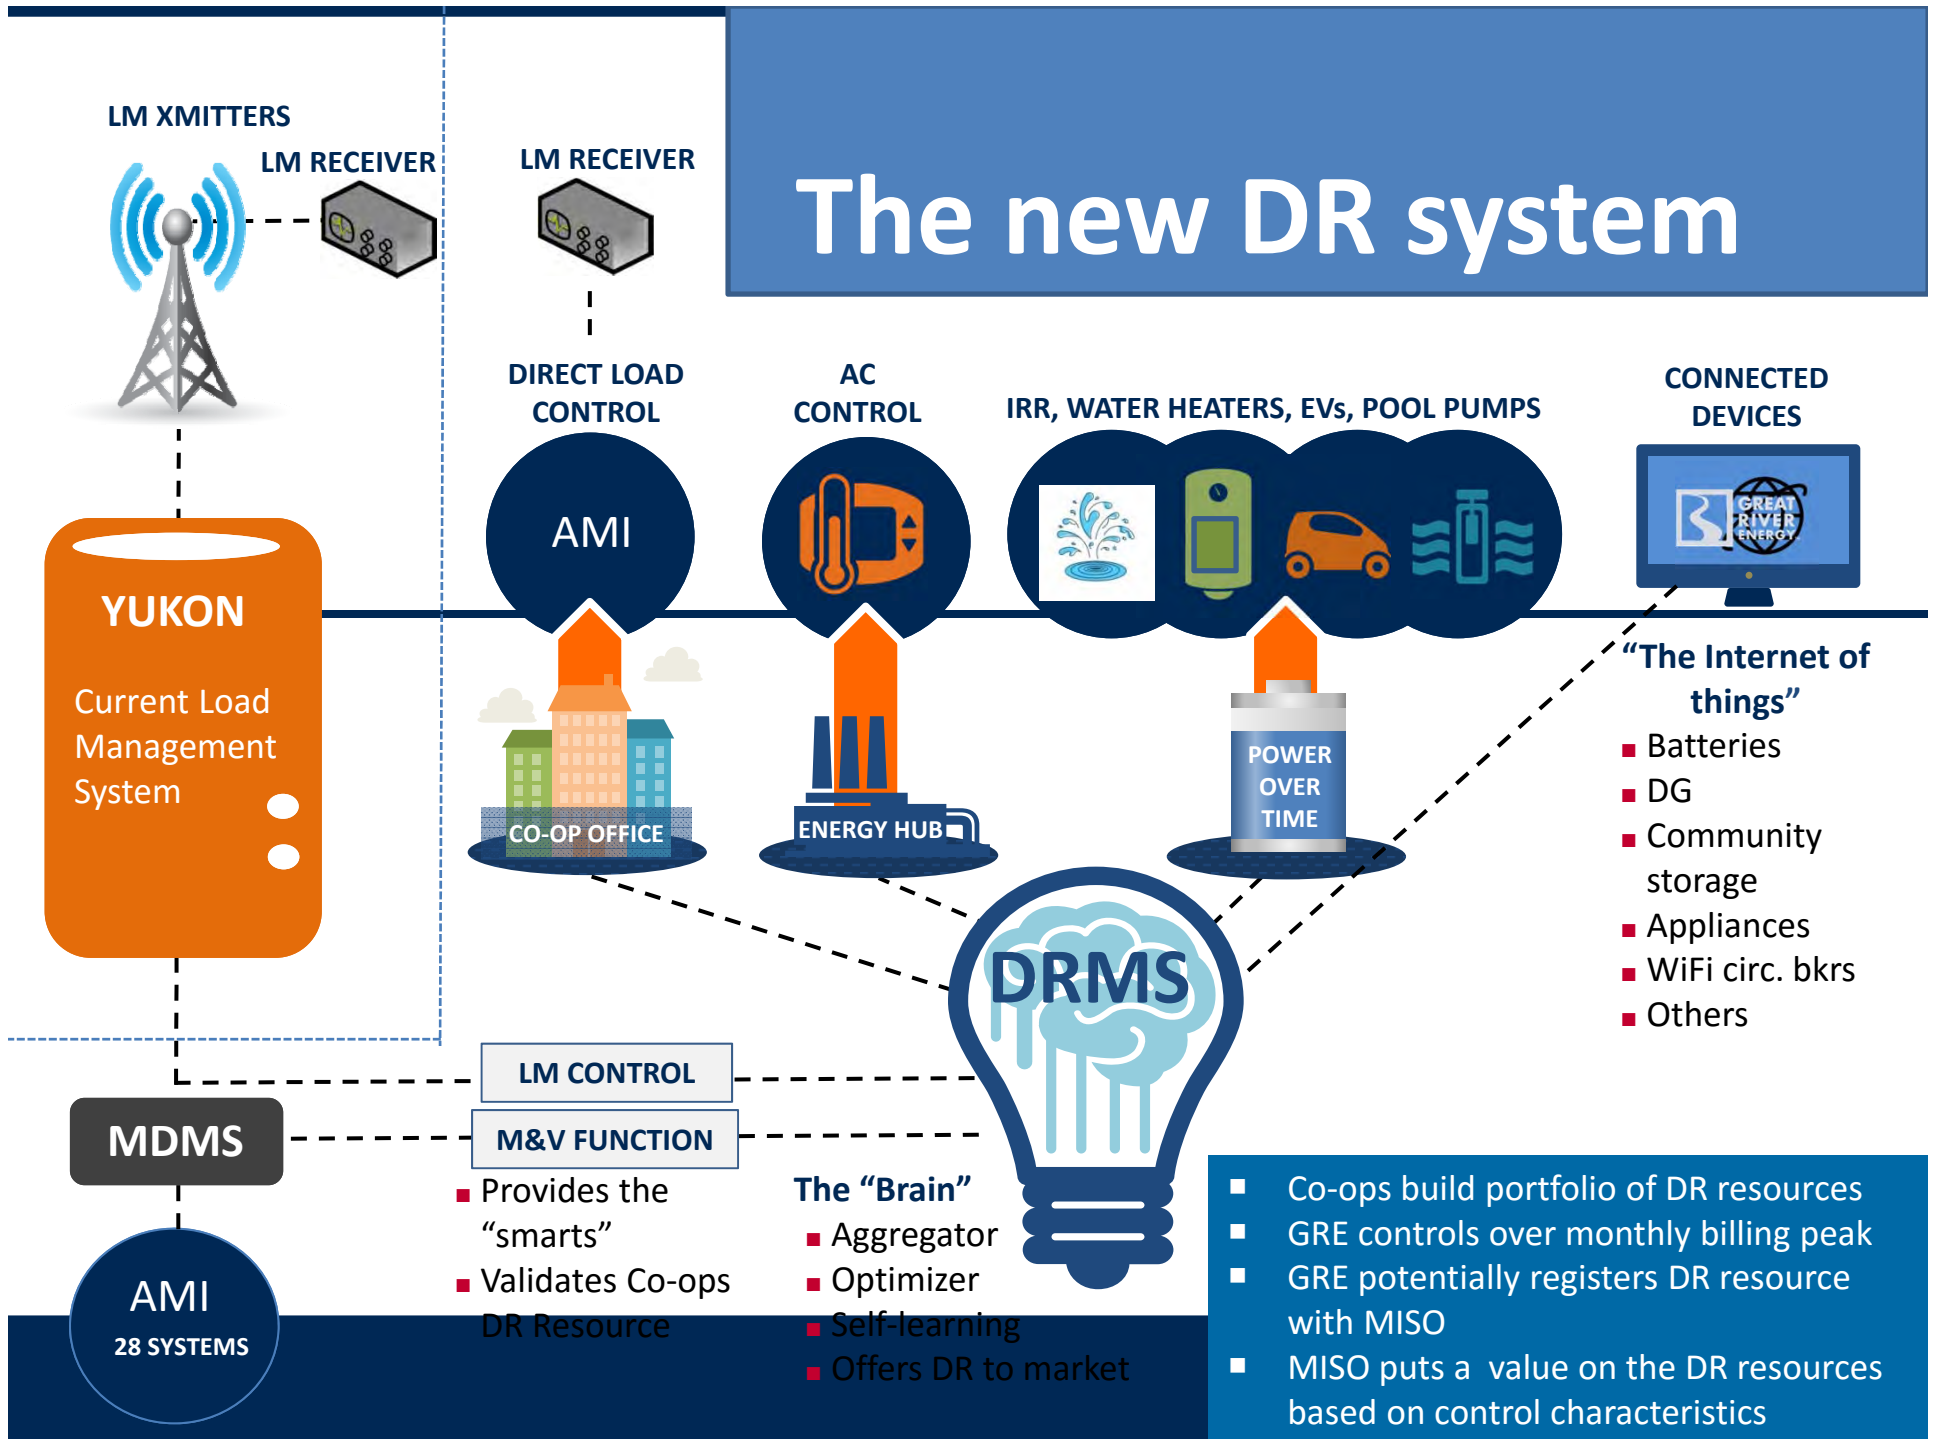 The new DR system
LM XMITTERS
LM RECEIVER
LM RECEIVER
DIRECT LOAD
CONTROL
AC
CONTROL
IRR, WATER HEATERS, EVs, POOL PUMPS
CONNECTED
DEVICES
AMI
GREAT
RIVER
ENERGY
YUKON
Current Load
Management
System
CO-OP OFFICE
ENERGY HUB
POWER
OVER
TIME
“The Internet of
things”
Batteries
DG
Community
storage
Appliances
WiFi circ. bkrs
Others
DRMS
LM CONTROL
MDMS
M&V FUNCTION
Provides the
“smarts”
Validates Co-ops
DR Resource
The “Brain”
Aggregator
Optimizer
Self-learning
Offers DR to market
AMI
28 SYSTEMS
Co-ops build portfolio of DR resources
GRE controls over monthly billing peak
GRE potentially registers DR resource
with MISO
MISO puts a value on the DR resources
based on control characteristics